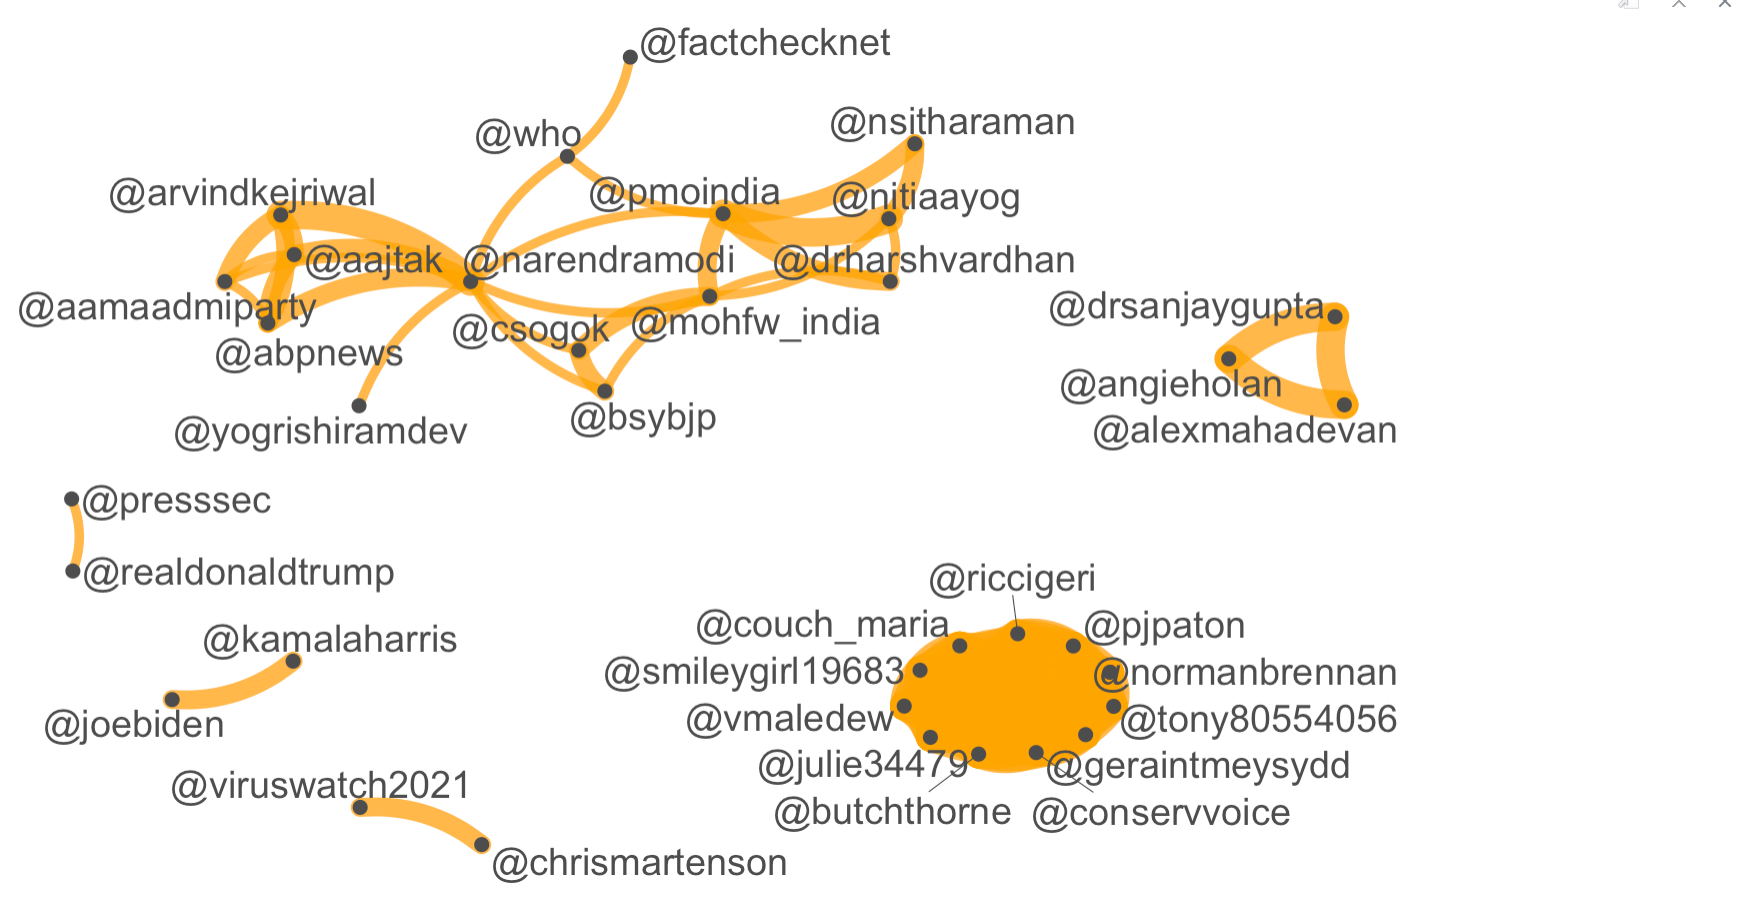 @factchecknet
@who
@nsitharaman
@arvindkejriwal
@pmoindia
@nitiaayog
@aajtak
@narendramodi
@drharshvardhan
@aamaadmiparty
@csogok
@mohfw_india
@drsanjaygupta
@abpnews
@angieholan
@yogrishiramdev
@bsybjp
@alexmahadevan
@presssec
@realdonaldtrump
@riccigeri
@kamalaharris
@couch_maria
@pjpaton
@smileygirl19683
@normanbrennan
@joebiden
@vmaledew
@tony80554056
@viruswatch2021
@julie34479
@geraintmeysydd
@butchthorne
@conservvoice
@chrismartenson